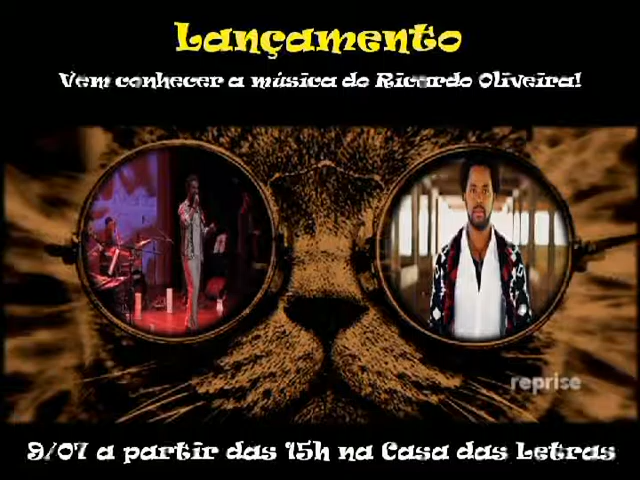 Lançamento
Vem conhecer a música do Ricardo Oliveira!
reprise
9/07 a partir das 15h na Casa das Letras